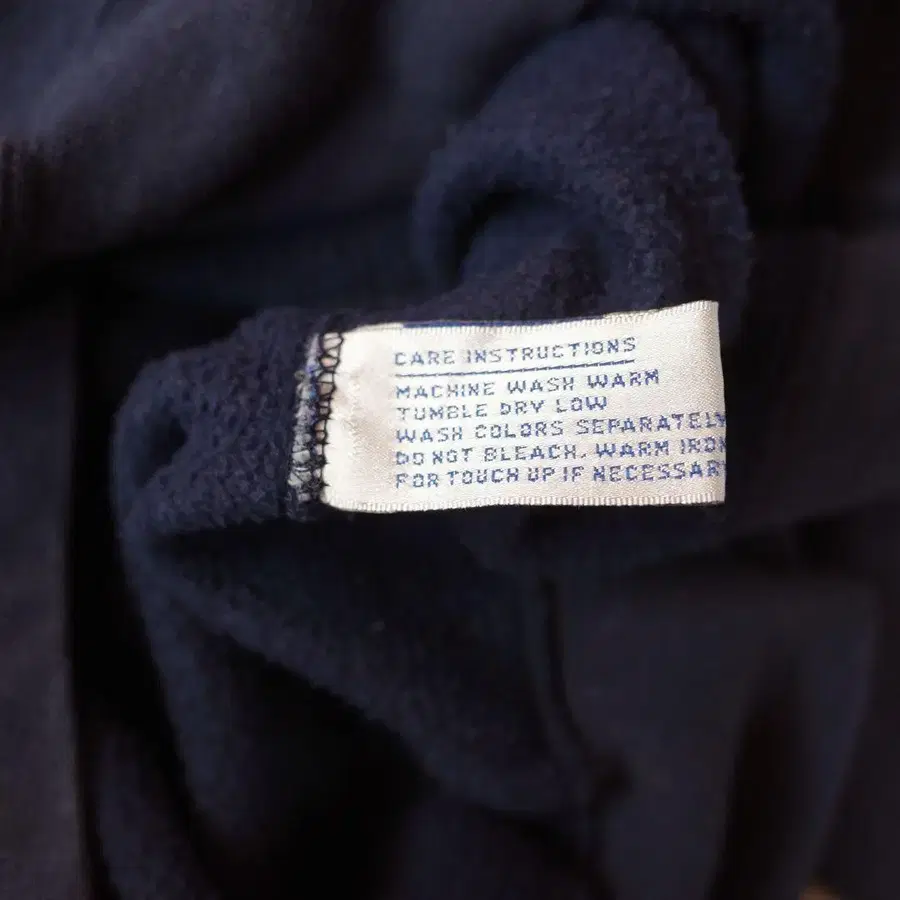 CARE INSTRUCTIONS
MACHINE WASH WARM
TUMBLE DRY LOW
WASH COLORS SEPARATELY
DO NOT BLEACH. WARM IRON
FOR TOUCH UP IF NECESSARY